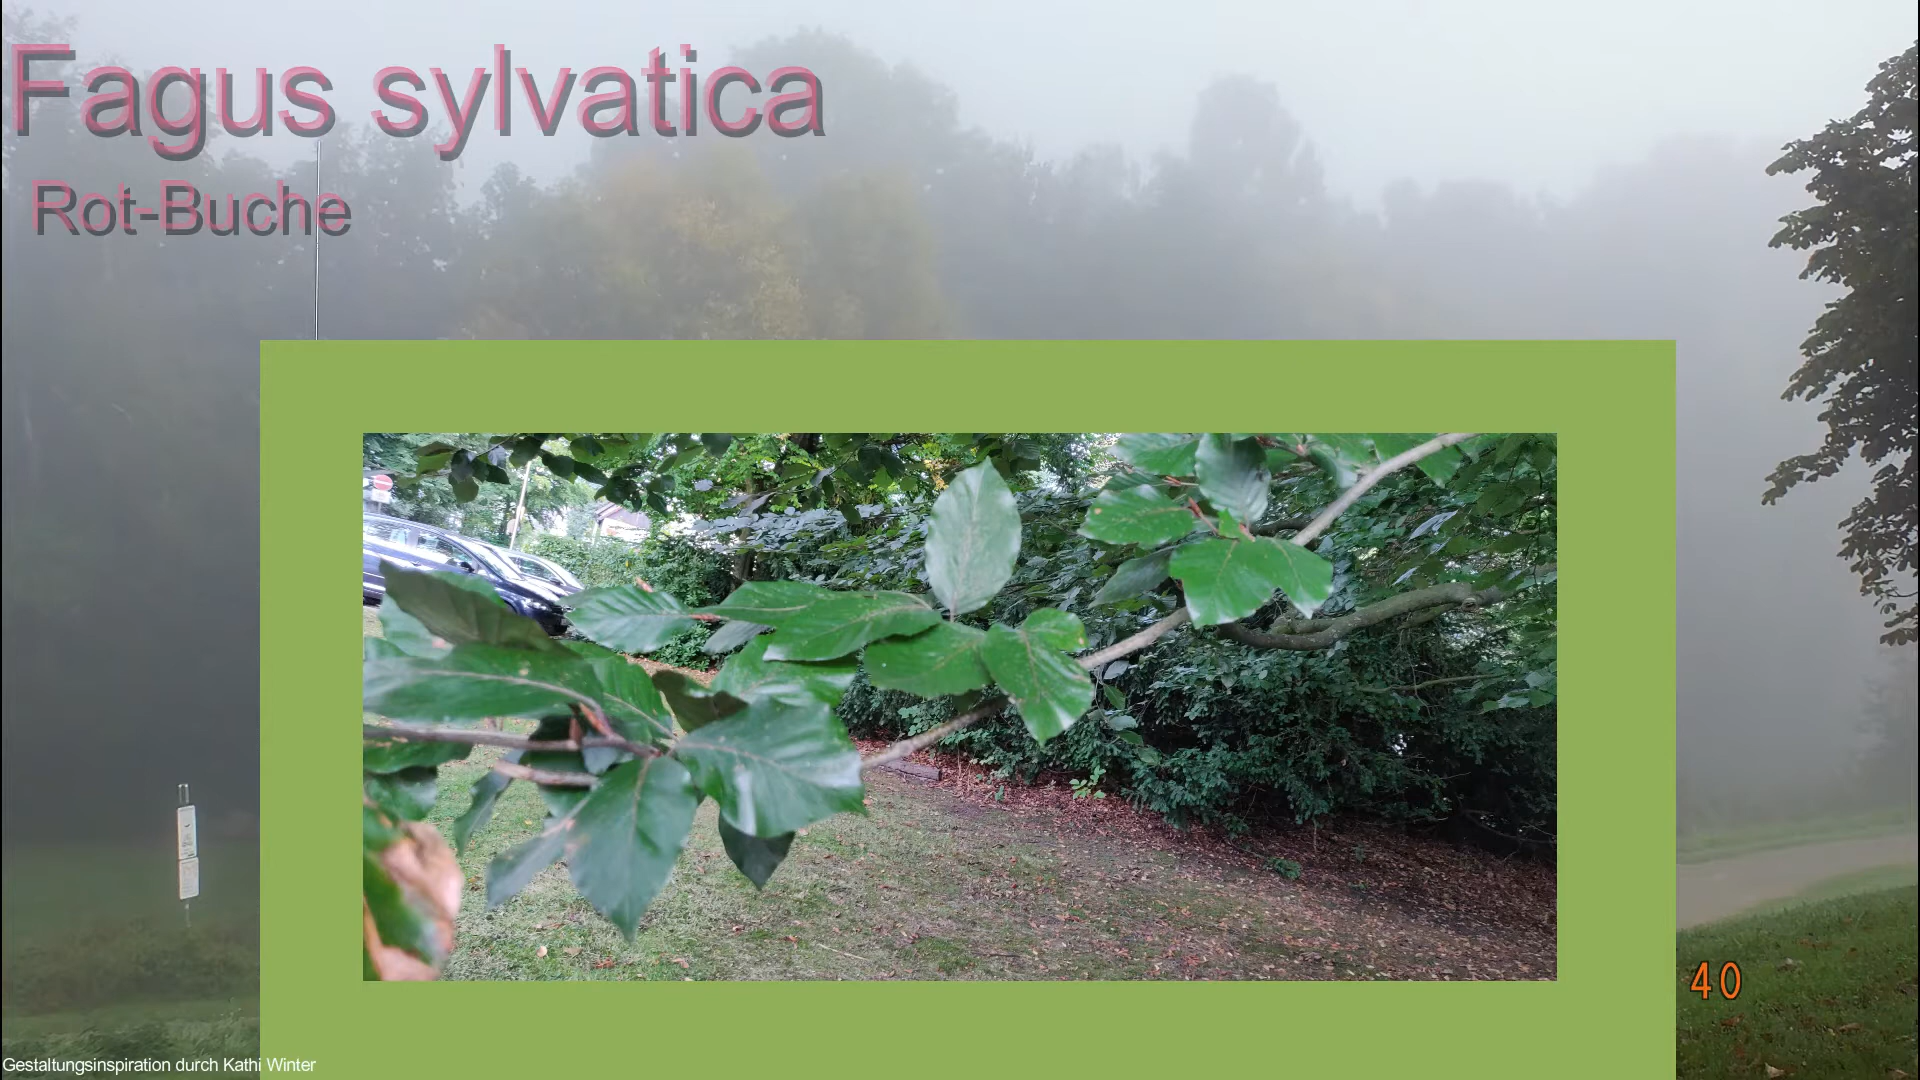 Fagus sylvatica
Rot-Buche
40
Gestaltungsinspiration durch Kathi Winter